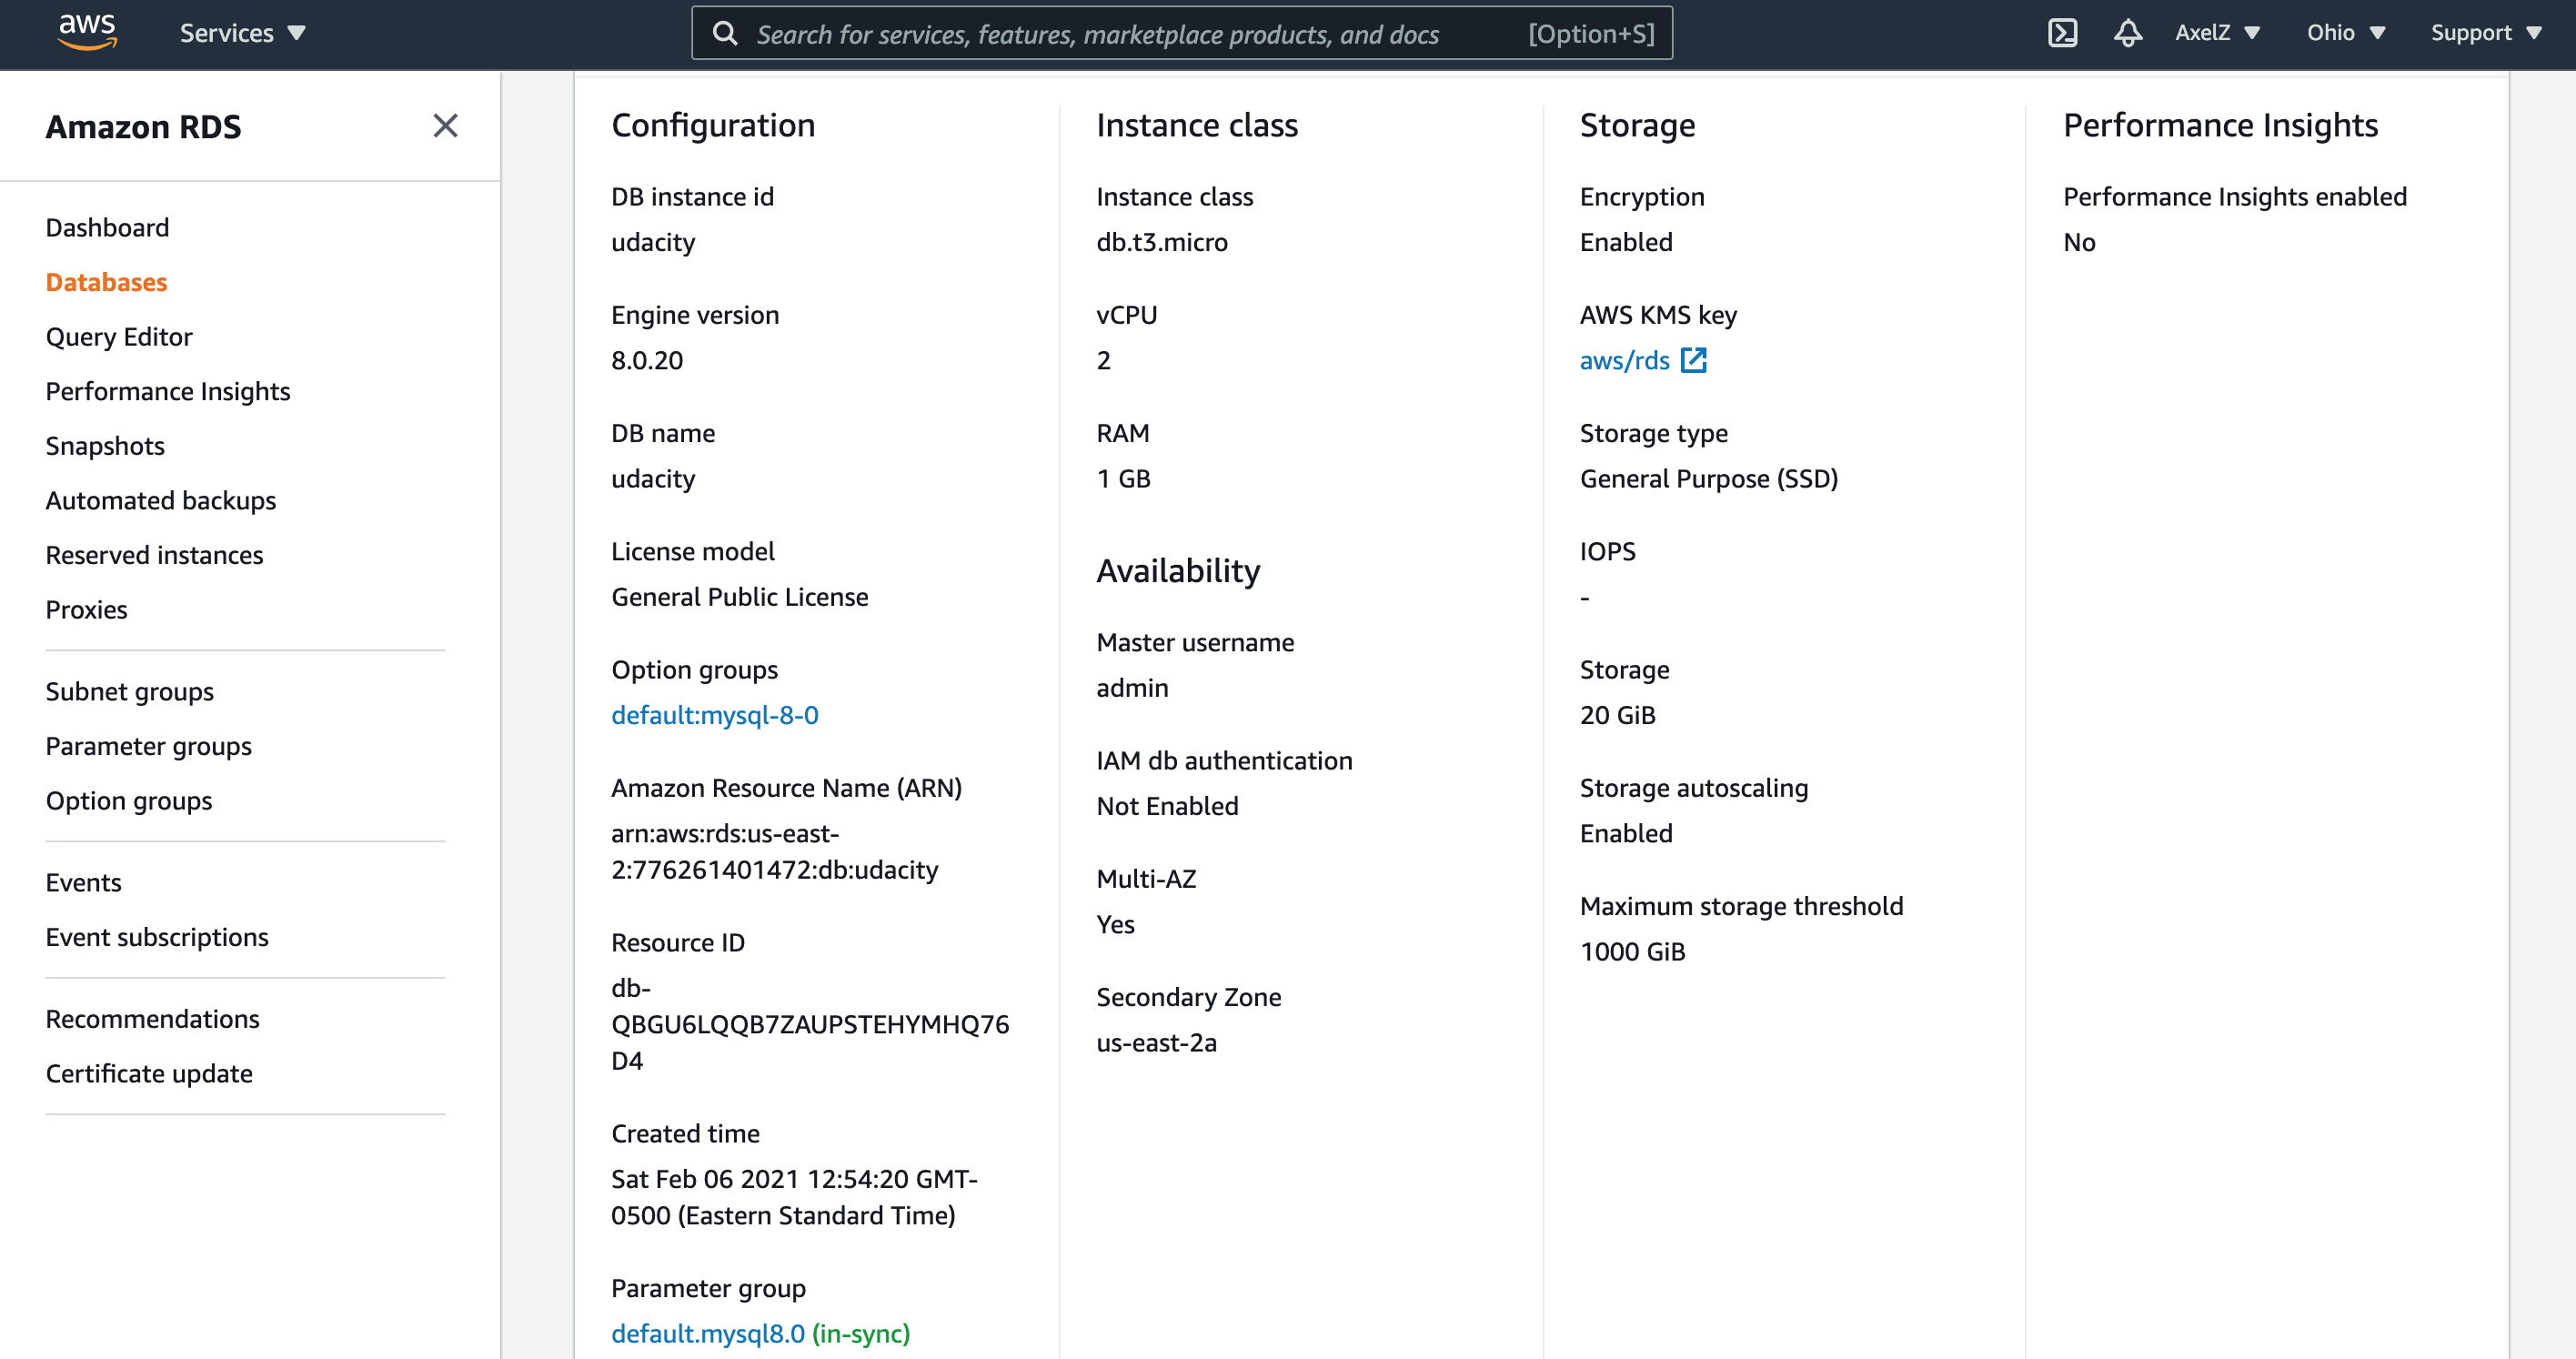 aws
Services
Search for services, features, marketplace products, and docs
[Option+S]
AxelZ
Ohio
Support
Amazon RDS
Dashboard
Databases
Query Editor
Performance Insights
Snapshots
Automated backups
Reserved instances
Proxies
Subnet groups
Parameter groups
Option groups
Events
Event subscriptions
Recommendations
Certificate update
Configuration
DB instance id
udacity
Engine version
8.0.20
DB name
udacity
License model
General Public License
Option groups
default:mysql-8-0
Amazon Resource Name (ARN)
arn:aws:rds:us-east-
2:776261401472:db:udacity
Resource ID
db-
QBGU6LQQB7ZAUPSTEHYMHQ76
D4
Created time
Sat Feb 06 2021 12:54:20 GMT-
0500 (Eastern Standard Time)
Parameter group
default.mysql8.0 (in-sync)
Instance class
Instance class
db.t3.micro
vCPU
2
RAM
1 GB
Availability
Master username
admin
IAM db authentication
Not Enabled
Multi-AZ
Yes
Secondary Zone
us-east-2a
Storage
Encryption
Enabled
AWS KMS key
aws/rds
Storage type
General Purpose (SSD)
IOPS
-
Storage
20 GiB
Storage autoscaling
Enabled
Maximum storage threshold
1000 GiB
Performance Insights
Performance Insights enabled
No